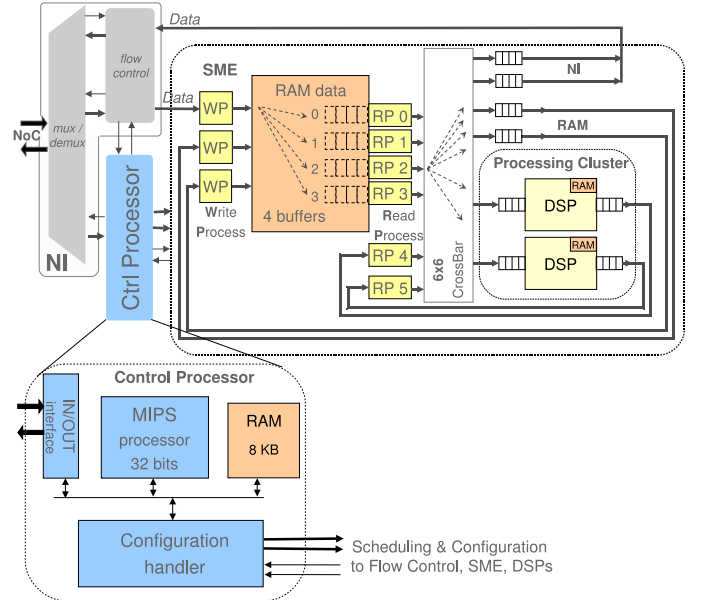 Data
flow
control
SME
RAM data
NI
Data
WP
0
RP 0
NoC
mux /
demux
WP
1
RP 1
RAM
2
RP 2
Processing Cluster
WP
3
RP 3
RAM
DSP
Write
Process
4 buffers
Read
Process
RAM
DSP
NI
Ctrl Processor
RP 4
RP 5
6x6
CrossBar
Control Processor
IN/OUT
interface
MIPS
processor
32 bits
RAM
8 KB
Configuration
handler
Scheduling & Configuration
to Flow Control, SME, DSPs